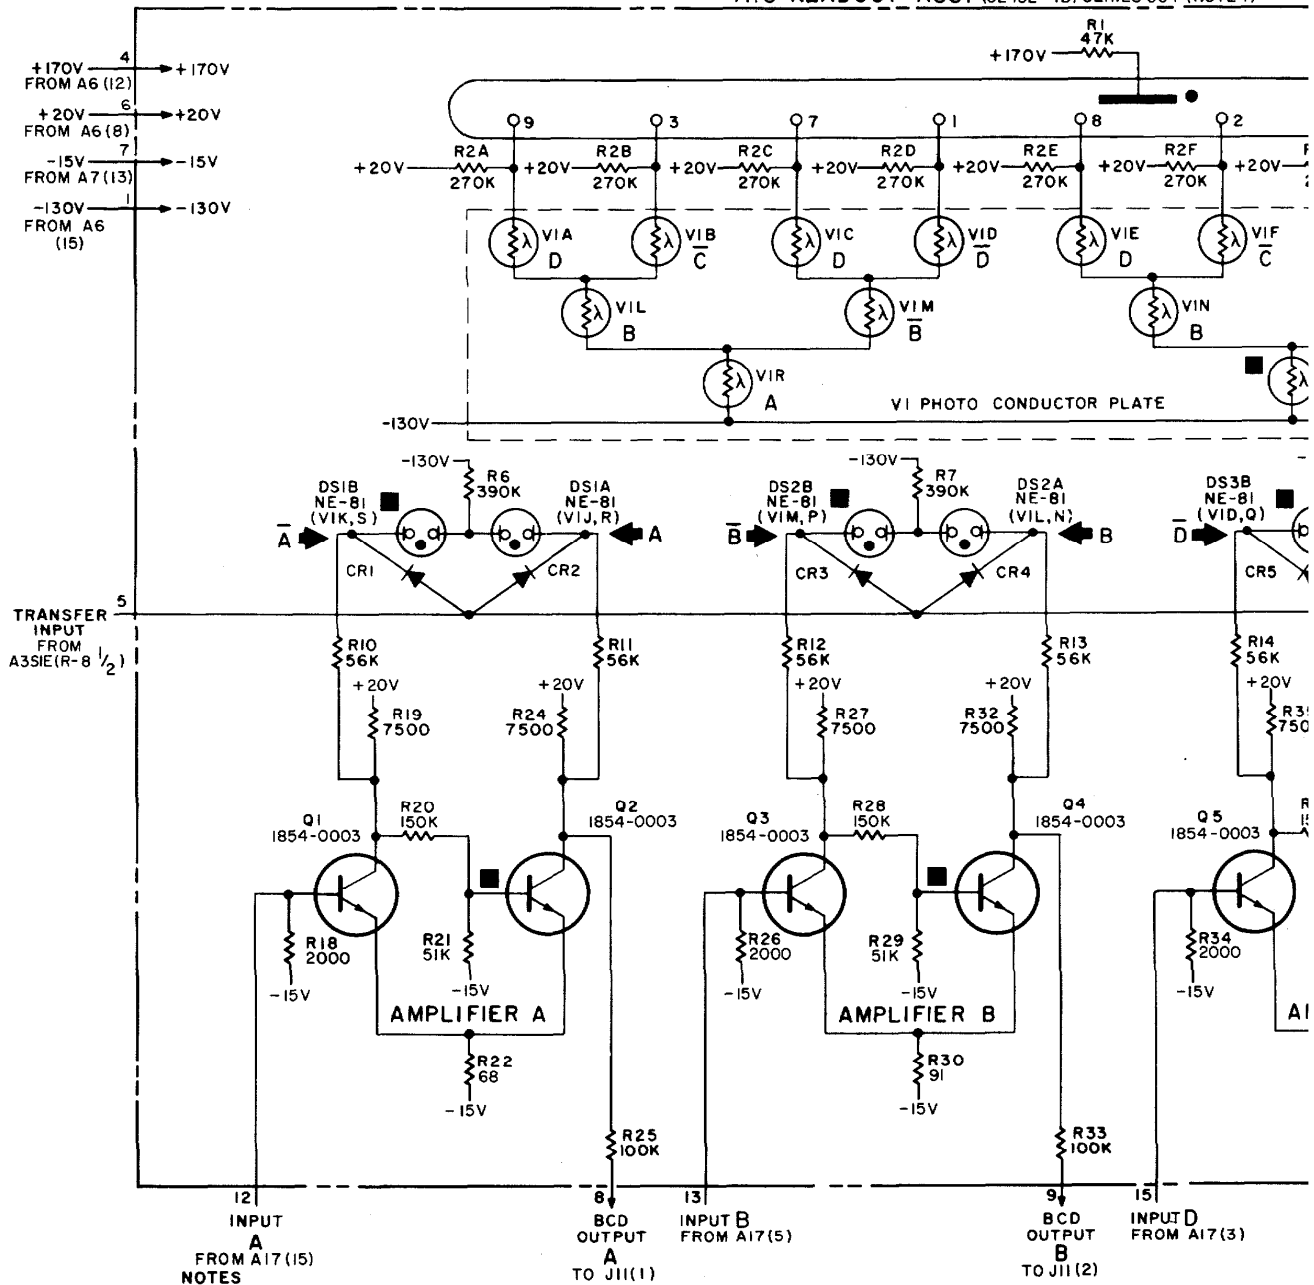 R1
47K
+170V
4
+170V → +170V
FROM A6 (12)
6
+20V → +20V
FROM A6 (8)
7
-15V → -15V
FROM A7 (13)
1
-130V → -130V
FROM A6
(15)
9 3 7 1 8 2
R2A R2B R2C R2D R2E R2F
+20V +20V +20V +20V +20V +20V +20V
270K 270K 270K 270K 270K 270K
V1A V1B V1C V1D V1E V1F
D C̅ D D̅ D C̅
V1L V1M V1N
B B̅ B
V1R
A
V1 PHOTO CONDUCTOR PLATE
-130V
-130V -130V
R6 R7
390K 390K
DS1B DS1A DS2B DS2A DS3B
NE-81 NE-81 NE-81 NE-81 NE-81
(V1K,S) (V1J,R) (V1M,P) (V1L,N) (V1D,Q)
A̅ A B̅ B D̅
CR1 CR2 CR3 CR4 CR5
5
TRANSFER
INPUT
FROM
A3S1E(R-8 1/2)
R10 R11 R12 R13 R14
56K 56K 56K 56K 56K
+20V +20V +20V +20V +20V
R19 R24 R27 R32
7500 7500 7500 7500
Q1 R20 Q2 Q3 R28 Q4 Q5
1854-0003 150K 1854-0003 1854-0003 150K 1854-0003 1854-0003
R18 R21 R26 R29 R34
2000 51K 2000 51K 2000
-15V -15V -15V -15V -15V
AMPLIFIER A AMPLIFIER B
R22 R30
68 91
-15V -15V
R25 R33
100K 100K
12 8 13 9 15
INPUT
A
FROM A17(15)
BCD
OUTPUT
A
TO J11(1)
INPUT B
FROM A17(5)
BCD
OUTPUT
B
TO J11(2)
INPUT D
FROM A17(3)
NOTES